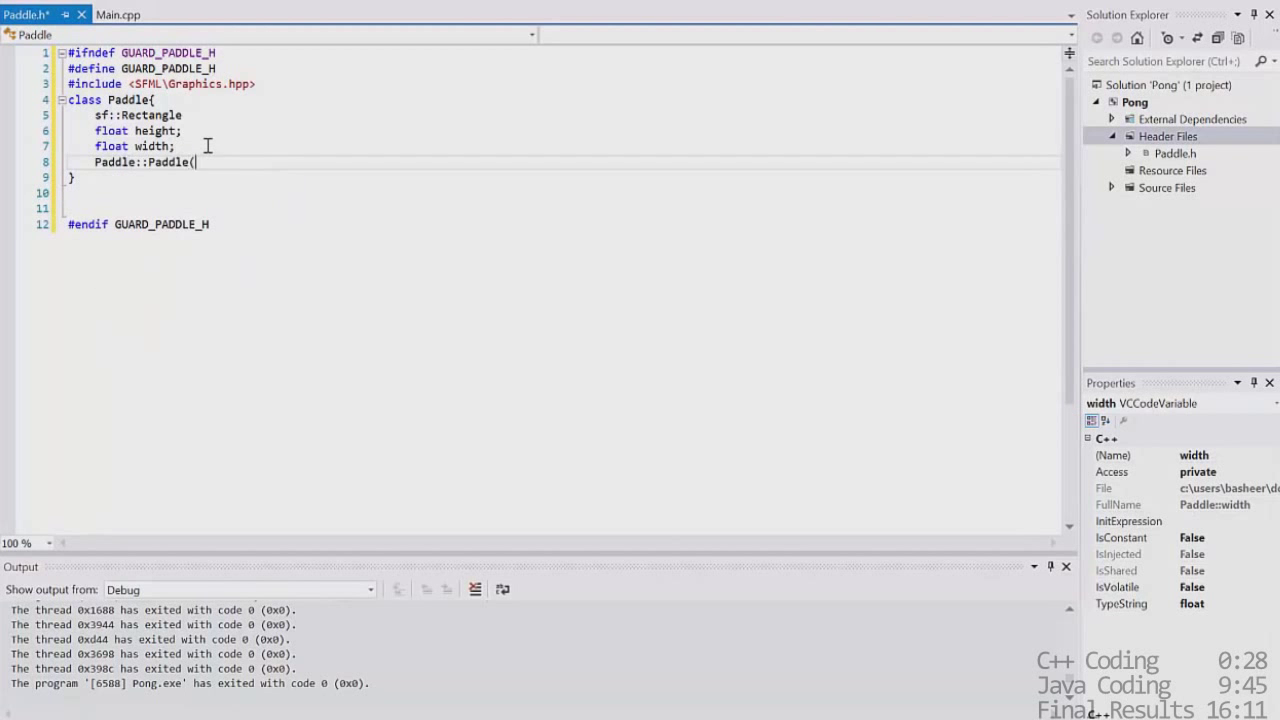 Paddle.h*
Main.cpp
Paddle
1 #ifndef GUARD_PADDLE_H
2 #define GUARD_PADDLE_H
3 #include <SFML\Graphics.hpp>
4 class Paddle{
5 sf::Rectangle
6 float height;
7 float width;
8 Paddle::Paddle(
9 }
10
11
12 #endif GUARD_PADDLE_H
100 %
Output
Show output from: Debug
The thread 0x1688 has exited with code 0 (0x0).
The thread 0x3944 has exited with code 0 (0x0).
The thread 0xd44 has exited with code 0 (0x0).
The thread 0x3698 has exited with code 0 (0x0).
The thread 0x398c has exited with code 0 (0x0).
The program '[6588] Pong.exe' has exited with code 0 (0x0).
Solution Explorer
Search Solution Explorer (Ctrl+;)
Solution 'Pong' (1 project)
Pong
External Dependencies
Header Files
Paddle.h
Resource Files
Source Files
Properties
width VCCodeVariable
C++
(Name) width
Access private
File c:\users\basheer\do
FullName Paddle::width
InitExpression
IsConstant False
IsInjected False
IsShared False
IsVolatile False
TypeString float
C++ Coding 0:28
Java Coding 9:45
Final Results 16:11
C++